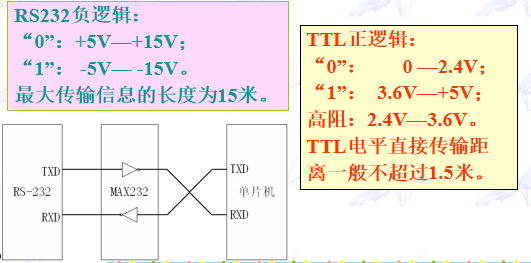 RS232负逻辑：
“0”：+5V—+15V；
“1”： -5V— -15V。
最大传输信息的长度为15米。
TTL正逻辑：
“0”： 0 —2.4V；
“1”： 3.6V—+5V；
高阻：2.4V—3.6V。
TTL电平直接传输距
离一般不超过1.5米。
TXD
TXD
RS-232
MAX232
单片机
RXD
RXD